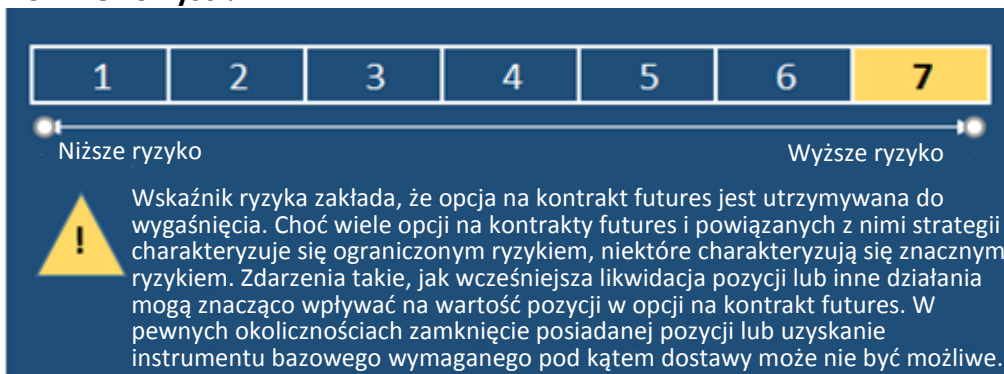 1 2 3 4 5 6 7
Niższe ryzyko Wyższe ryzyko
! Wskaźnik ryzyka zakłada, że opcja na kontrakt futures jest utrzymywana do
wygaśnięcia. Choć wiele opcji na kontrakty futures i powiązanych z nimi strategii
charakteryzuje się ograniczonym ryzykiem, niektóre charakteryzują się znacznym
ryzykiem. Zdarzenia takie, jak wcześniejsza likwidacja pozycji lub inne działania
mogą znacząco wpływać na wartość pozycji w opcji na kontrakt futures. W
pewnych okolicznościach zamknięcie posiadanej pozycji lub uzyskanie
instrumentu bazowego wymaganego pod kątem dostawy może nie być możliwe.